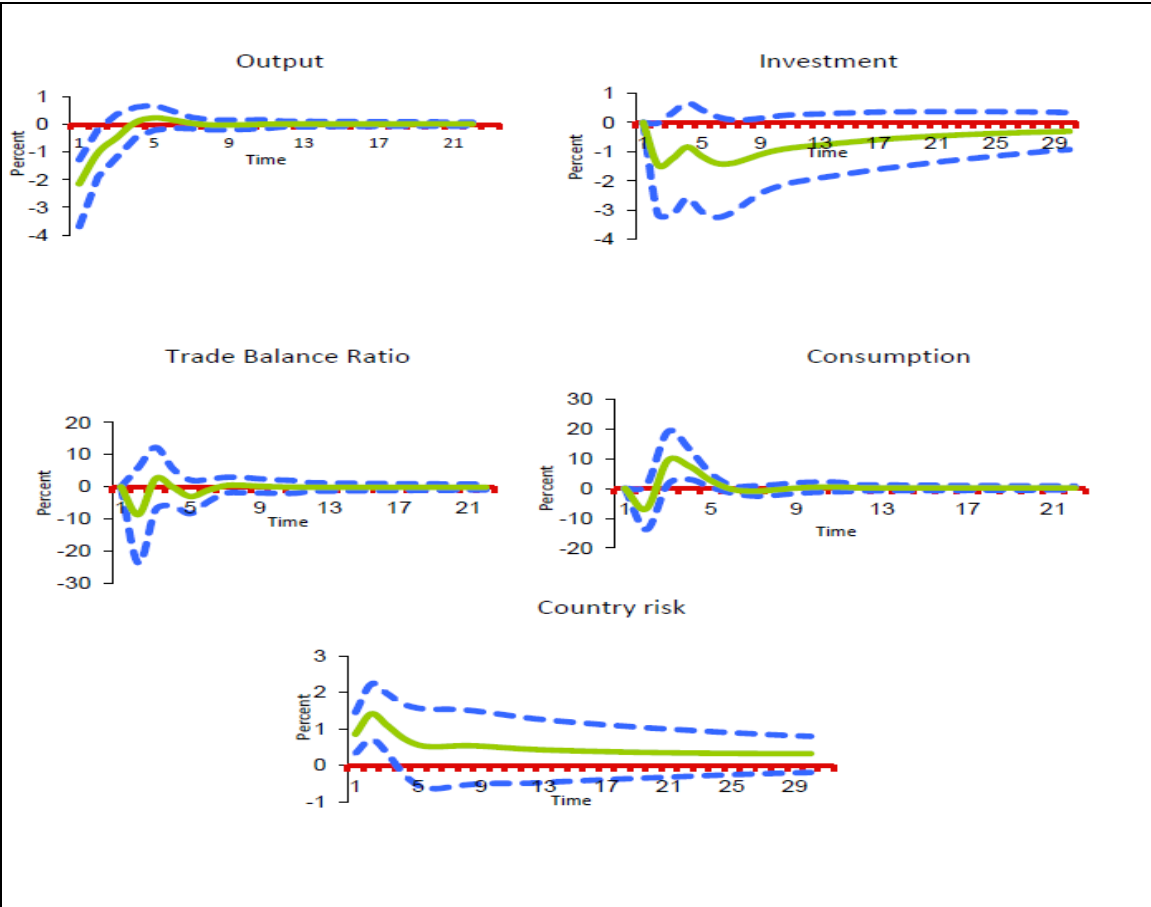 Output
1
0
-1
-2
-3
-4
Percent
1 5 9 13 17 21
Time
Investment
1
0
-1
-2
-3
-4
Percent
1 5 9 13 17 21 25 29
Time
Trade Balance Ratio
20
10
0
-10
-20
-30
Percent
1 5 9 13 17 21
Time
Consumption
30
20
10
0
-10
-20
Percent
1 5 9 13 17 21
Time
Country risk
3
2
1
0
-1
Percent
1 5 9 13 17 21 25 29
Time